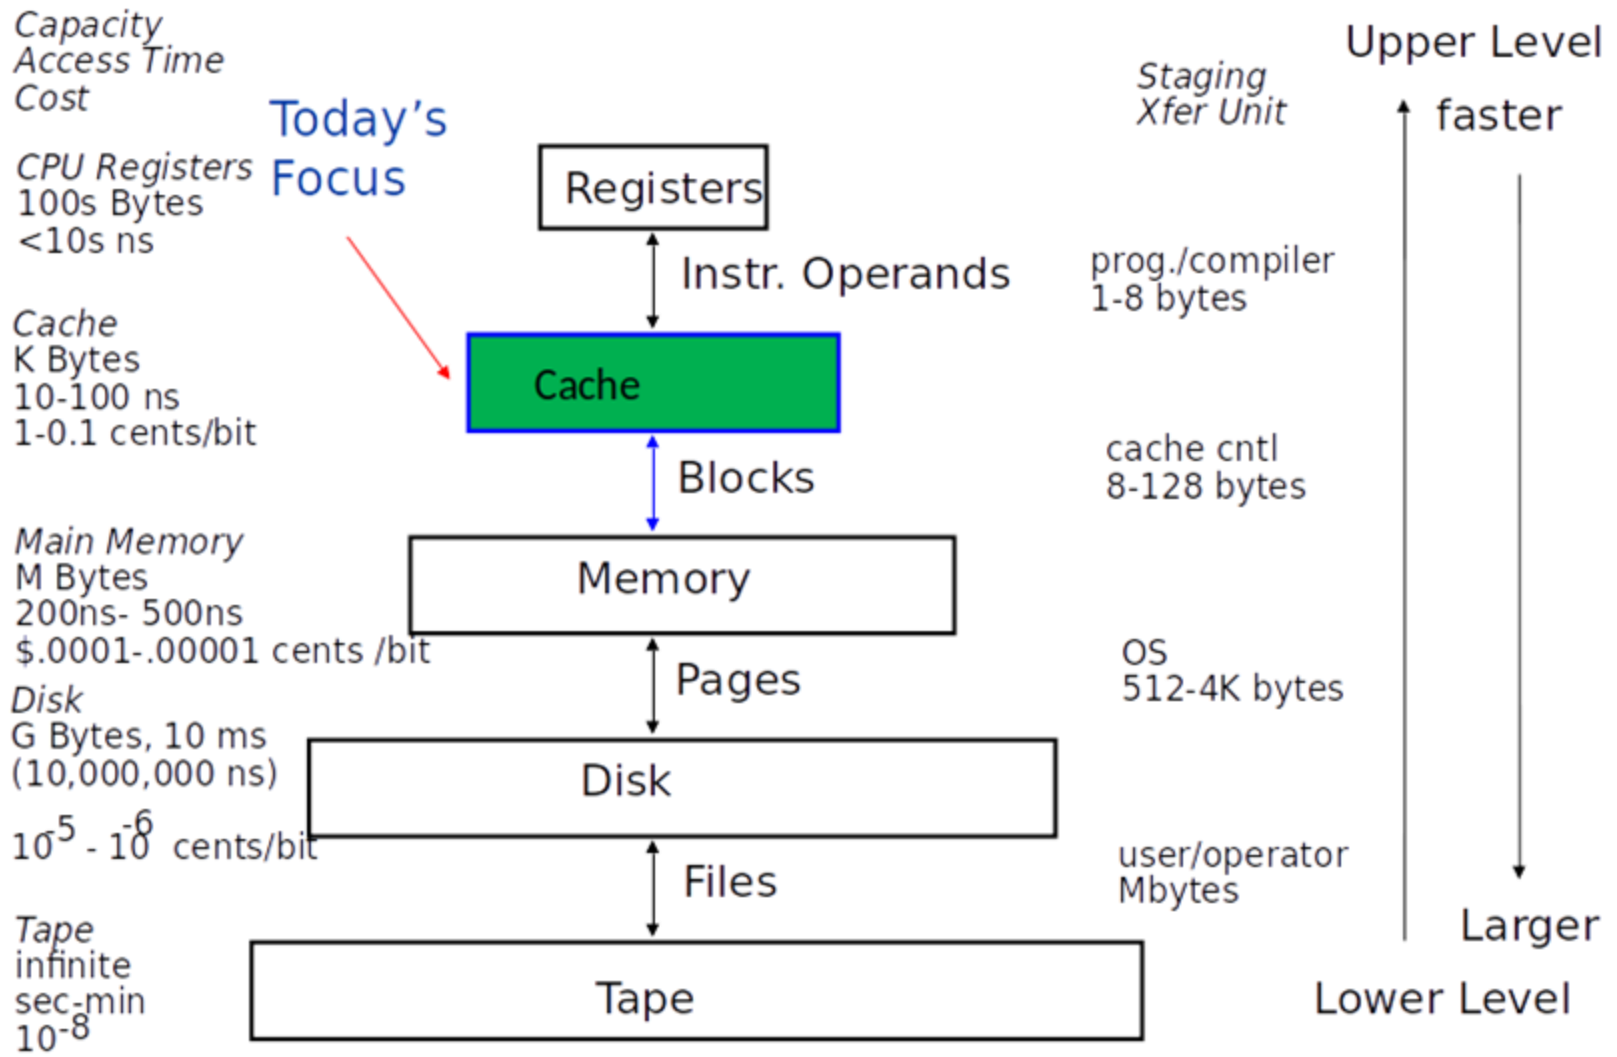 Capacity
Access Time
Cost
Today’s
Focus
CPU Registers
100s Bytes
<10s ns
Cache
K Bytes
10-100 ns
1-0.1 cents/bit
Main Memory
M Bytes
200ns- 500ns
$.0001-.00001 cents /bit
Disk
G Bytes, 10 ms
(10,000,000 ns)
10⁻⁵ - 10⁻⁶ cents/bit
Tape
infinite
sec-min
10⁻⁸
Registers
Instr. Operands
Cache
Blocks
Memory
Pages
Disk
Files
Tape
Staging
Xfer Unit
prog./compiler
1-8 bytes
cache cntl
8-128 bytes
OS
512-4K bytes
user/operator
Mbytes
Upper Level
faster
Larger
Lower Level